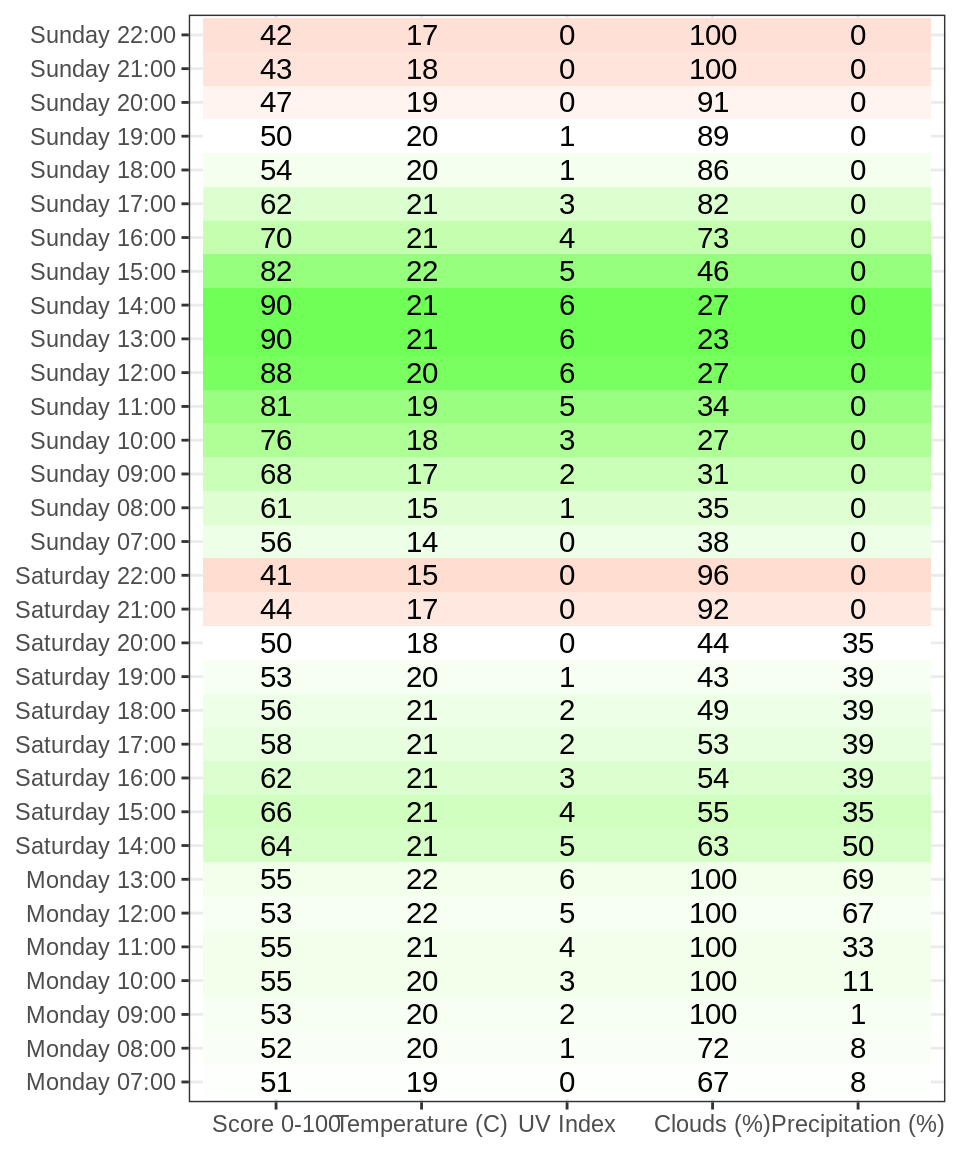 Sunday 22:00 42 17 0 100 0
Sunday 21:00 43 18 0 100 0
Sunday 20:00 47 19 0 91 0
Sunday 19:00 50 20 1 89 0
Sunday 18:00 54 20 1 86 0
Sunday 17:00 62 21 3 82 0
Sunday 16:00 70 21 4 73 0
Sunday 15:00 82 22 5 46 0
Sunday 14:00 90 21 6 27 0
Sunday 13:00 90 21 6 23 0
Sunday 12:00 88 20 6 27 0
Sunday 11:00 81 19 5 34 0
Sunday 10:00 76 18 3 27 0
Sunday 09:00 68 17 2 31 0
Sunday 08:00 61 15 1 35 0
Sunday 07:00 56 14 0 38 0
Saturday 22:00 41 15 0 96 0
Saturday 21:00 44 17 0 92 0
Saturday 20:00 50 18 0 44 35
Saturday 19:00 53 20 1 43 39
Saturday 18:00 56 21 2 49 39
Saturday 17:00 58 21 2 53 39
Saturday 16:00 62 21 3 54 39
Saturday 15:00 66 21 4 55 35
Saturday 14:00 64 21 5 63 50
Monday 13:00 55 22 6 100 69
Monday 12:00 53 22 5 100 67
Monday 11:00 55 21 4 100 33
Monday 10:00 55 20 3 100 11
Monday 09:00 53 20 2 100 1
Monday 08:00 52 20 1 72 8
Monday 07:00 51 19 0 67 8
Score 0-100 Temperature (C) UV Index Clouds (%) Precipitation (%)